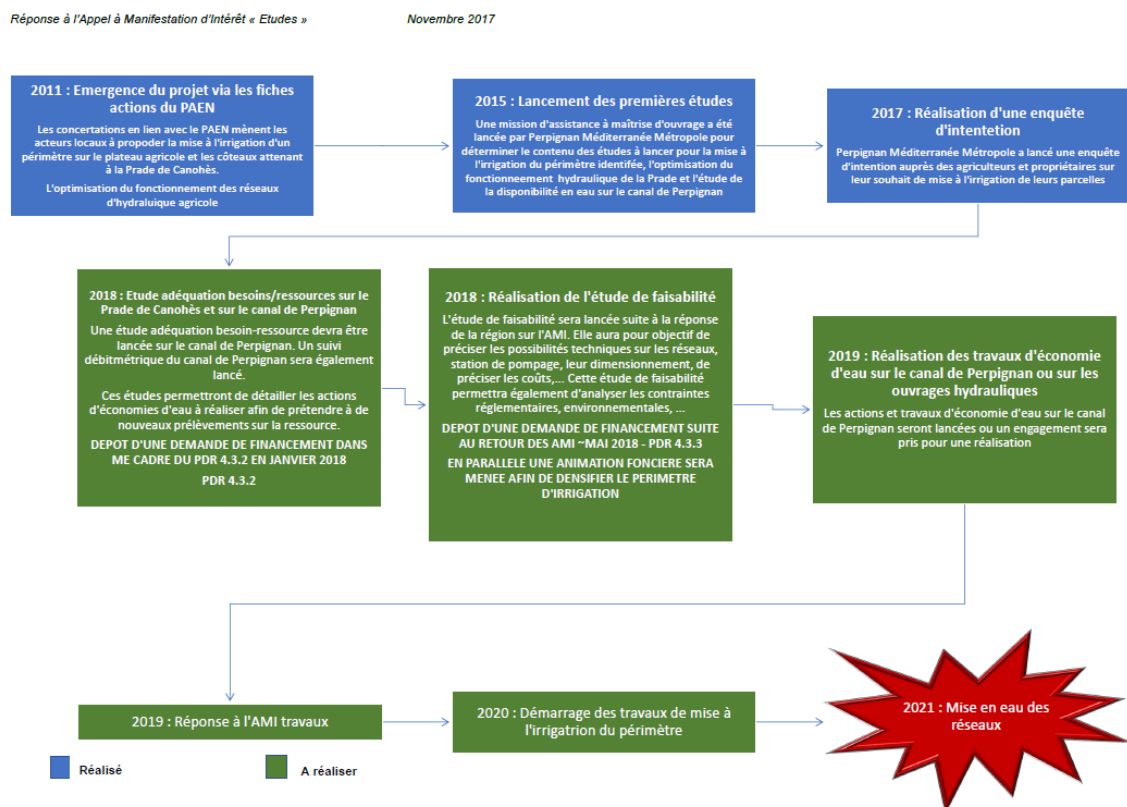 Réponse à l'Appel à Manifestation d'Intérêt « Etudes »
Novembre 2017
2011 : Emergence du projet via les fiches
actions du PAEN
Les concertations en lien avec le PAEN mènent les
acteurs locaux à propoder la mise à l'irrigation d'un
périmètre sur le plateau agricole et les côteaux attenant
à la Prade de Canohès.
L'optimisation du fonctionnement des réseaux
d'hydraluique agricole
2015 : Lancement des premières études
Une mission d'assistance à maîtrise d'ouvrage a été
lancée par Perpignan Méditerranée Métropole pour
déterminer le contenu des études à lancer pour la mise à
l'irrigation du périmètre identifée, l'optimisation du
fonctionneement hydraulique de la Prade et l'étude de
la disponibilité en eau sur le canal de Perpignan
2017 : Réalisation d'une enquête
d'intentetion
Perpignan Méditerranée Métropole a lancé une enquête
d'intention auprès des agriculteurs et propriétaires sur
leur souhait de mise à l'irrigation de leurs parcelles
2018 : Etude adéquation besoins/ressources sur le
Prade de Canohès et sur le canal de Perpignan
Une étude adéquation besoin-ressource devra être
lancée sur le canal de Perpignan. Un suivi
débitmétrique du canal de Perpignan sera également
lancé.
Ces études permettront de détailler les actions
d'économies d'eau à réaliser afin de prétendre à de
nouveaux prélèvements sur la ressource.
DEPOT D'UNE DEMANDE DE FINANCEMENT DANS
ME CADRE DU PDR 4.3.2 EN JANVIER 2018
PDR 4.3.2
2018 : Réalisation de l'étude de faisabilité
L'étude de faisabilité sera lancée suite à la réponse
de la région sur l'AMI. Elle aura pour objectif de
préciser les possibilités techniques sur les réseaux,
station de pompage, leur dimensionnement, de
préciser les coûts,... Cette étude de faisabilité
permettra également d'analyser les contraintes
réglementaires, environnementales, ...
DEPOT D'UNE DEMANDE DE FINANCEMENT SUITE
AU RETOUR DES AMI ~MAI 2018 - PDR 4.3.3
EN PARALLELE UNE ANIMATION FONCIERE SERA
MENEE AFIN DE DENSIFIER LE PERIMETRE
D'IRRIGATION
2019 : Réalisation des travaux d'économie
d'eau sur le canal de Perpignan ou sur les
ouvrages hydrauliques
Les actions et travaux d'économie d'eau sur le canal
de Perpignan seront lancées ou un engagement sera
pris pour une réalisation
2019 : Réponse à l'AMI travaux
2020 : Démarrage des travaux de mise à
l'irrigatrion du périmètre
2021 : Mise en eau des
réseaux
Réalisé
A réaliser